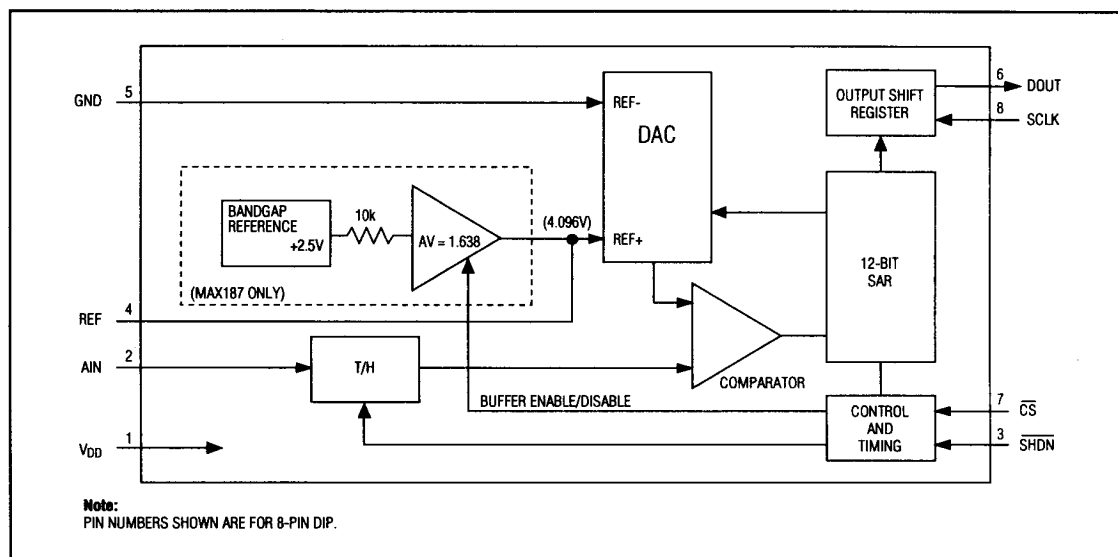 GND
5
REF-
DAC
OUTPUT SHIFT
REGISTER
6
DOUT
8
SCLK
BANDGAP
REFERENCE
+2.5V
10k
AV = 1.638
(4.096V)
REF+
(MAX187 ONLY)
12-BIT
SAR
REF
4
AIN
2
T/H
COMPARATOR
BUFFER ENABLE/DISABLE
CONTROL
AND
TIMING
7
C̅S̅
3
S̅H̅D̅N̅
VDD
1
Note:
PIN NUMBERS SHOWN ARE FOR 8-PIN DIP.